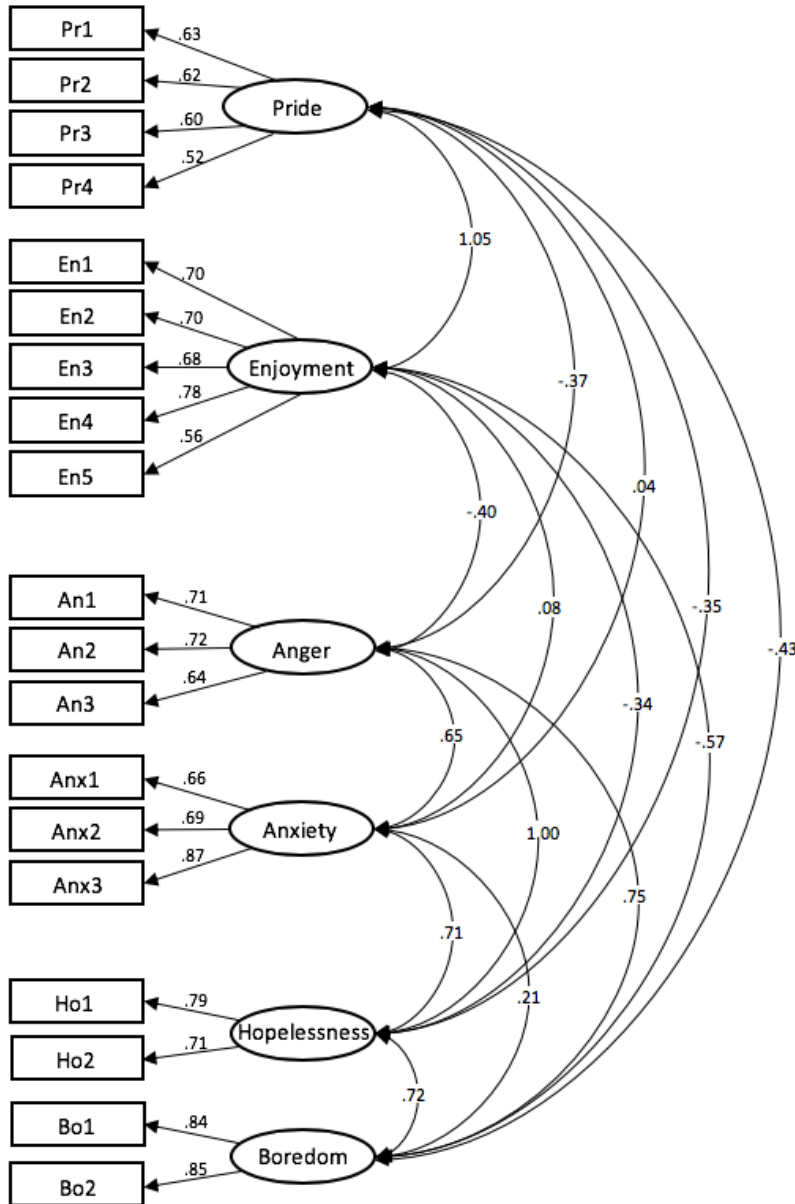 Pr1
.63
Pr2
.62
Pride
Pr3
.60
Pr4
.52
1.05
En1
.70
En2
.70
En3
.68
Enjoyment
-.37
En4
.78
En5
.56
.04
-.40
An1
.71
.08
-.35
An2
.72
Anger
-.43
An3
.64
-.34
.65
-.57
Anx1
.66
Anx2
.69
Anxiety
1.00
Anx3
.87
.75
.71
Ho1
.79
.21
Hopelessness
Ho2
.71
.72
Bo1
.84
Boredom
Bo2
.85